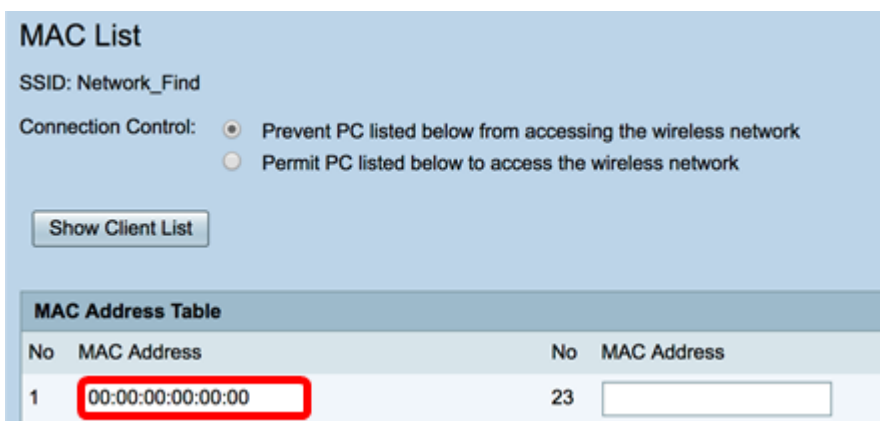 MAC List
SSID: Network_Find
Connection Control: Prevent PC listed below from accessing the wireless network
Permit PC listed below to access the wireless network
Show Client List
MAC Address Table
No MAC Address No MAC Address
1 00:00:00:00:00:00 23